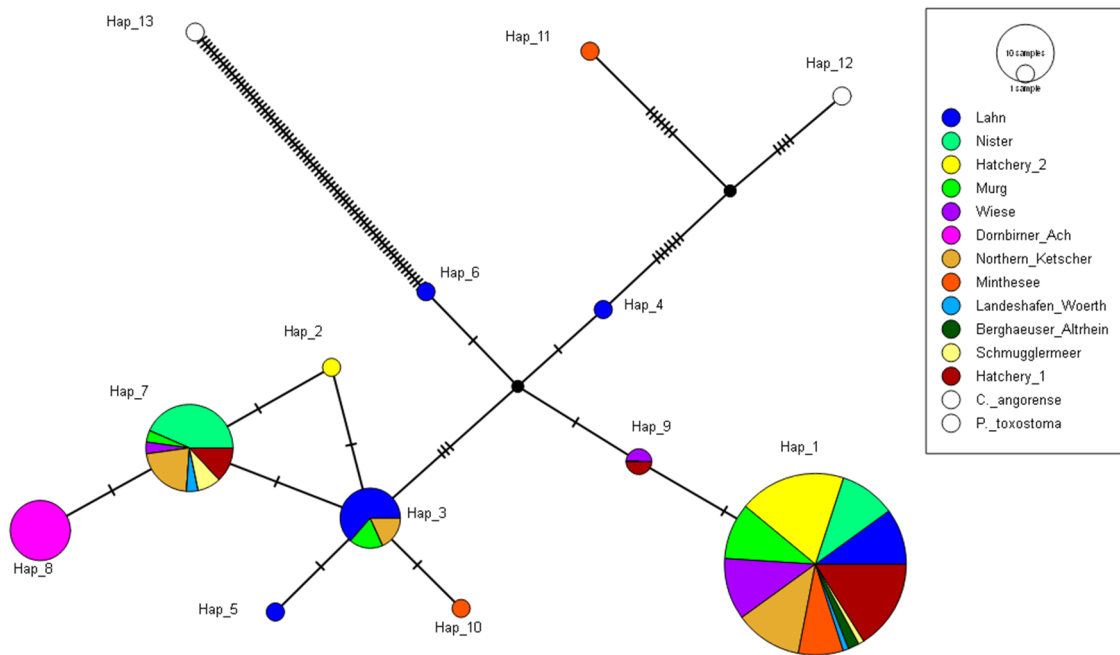 Hap_13
Hap_11
Hap_12
Hap_6
Hap_4
Hap_2
Hap_7
Hap_9
Hap_1
Hap_3
Hap_8
Hap_5
Hap_10
10 samples
1 sample
Lahn
Nister
Hatchery_2
Murg
Wiese
Dornbirner_Ach
Northern_Ketscher
Minthesee
Landeshafen_Woerth
Berghaeuser_Altrhein
Schmugglermeer
Hatchery_1
C._angorense
P._toxostoma